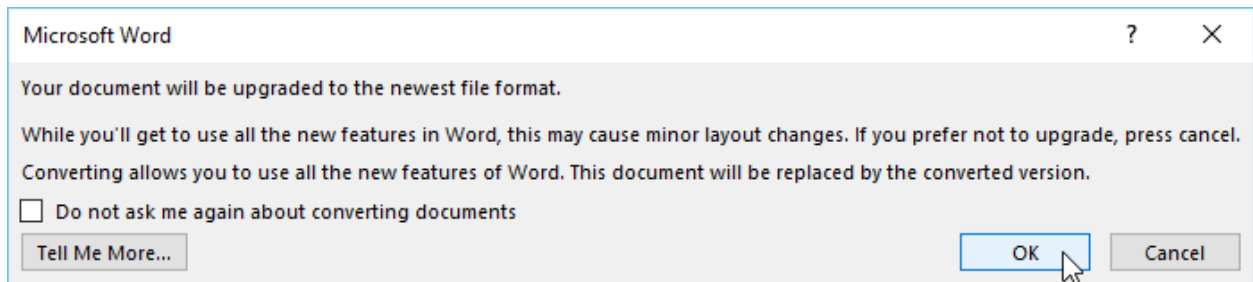 Microsoft Word ?
Your document will be upgraded to the newest file format.
While you'll get to use all the new features in Word, this may cause minor layout changes. If you prefer not to upgrade, press cancel.
Converting allows you to use all the new features of Word. This document will be replaced by the converted version.
Do not ask me again about converting documents
Tell Me More... OK Cancel